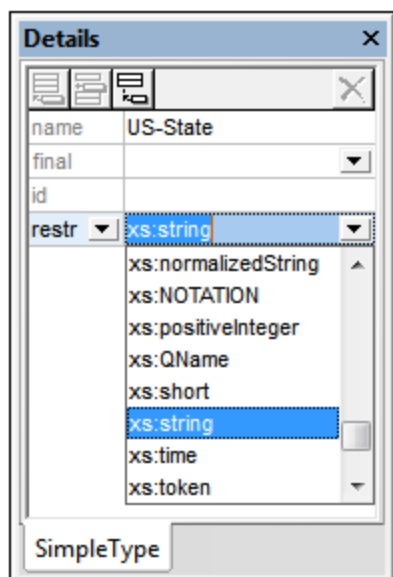 Details
name US-State
final
id
restr xs:string
xs:normalizedString
xs:NOTATION
xs:positiveInteger
xs:QName
xs:short
xs:string
xs:time
xs:token
SimpleType